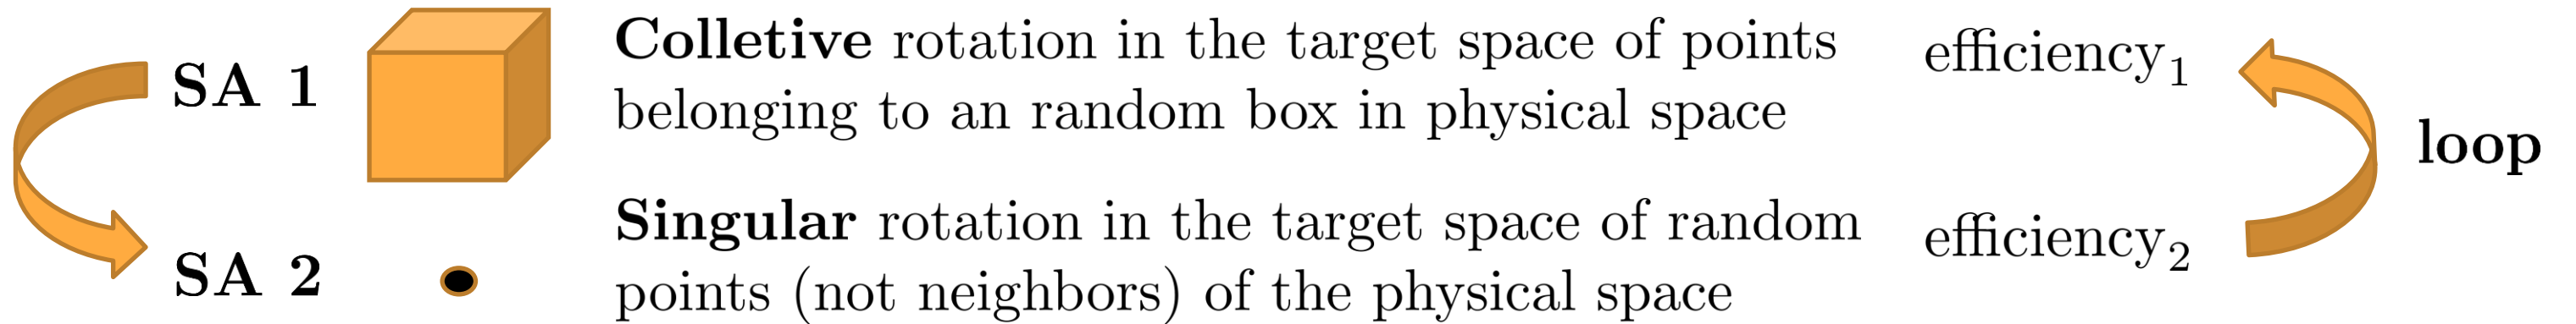 SA 1
Colletive rotation in the target space of points
belonging to an random box in physical space
efficiency₁
loop
SA 2
Singular rotation in the target space of random
points (not neighbors) of the physical space
efficiency₂